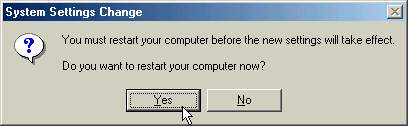 System Settings Change
You must restart your computer before the new settings will take effect.
Do you want to restart your computer now?
Yes No